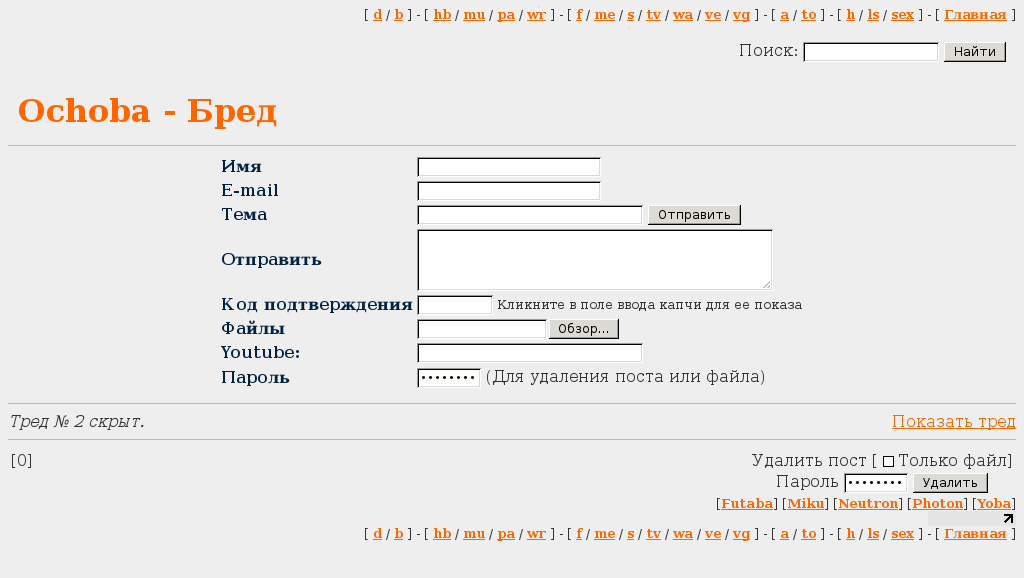 [ d / b ] - [ hb / mu / pa / wr ] - [ f / me / s / tv / wa / ve / vg ] - [ a / to ] - [ h / ls / sex ] - [ Главная ]
Поиск: Найти
Ochoba - Бред
Имя
E-mail
Тема Отправить
Отправить
Код подтверждения Кликните в поле ввода капчи для ее показа
Файлы Обзор...
Youtube:
Пароль •••••••• (Для удаления поста или файла)
Тред № 2 скрыт. Показать тред
[0] Удалить пост [ Только файл]
Пароль •••••••• Удалить
[Futaba] [Miku] [Neutron] [Photon] [Yoba]
[ d / b ] - [ hb / mu / pa / wr ] - [ f / me / s / tv / wa / ve / vg ] - [ a / to ] - [ h / ls / sex ] - [ Главная ]